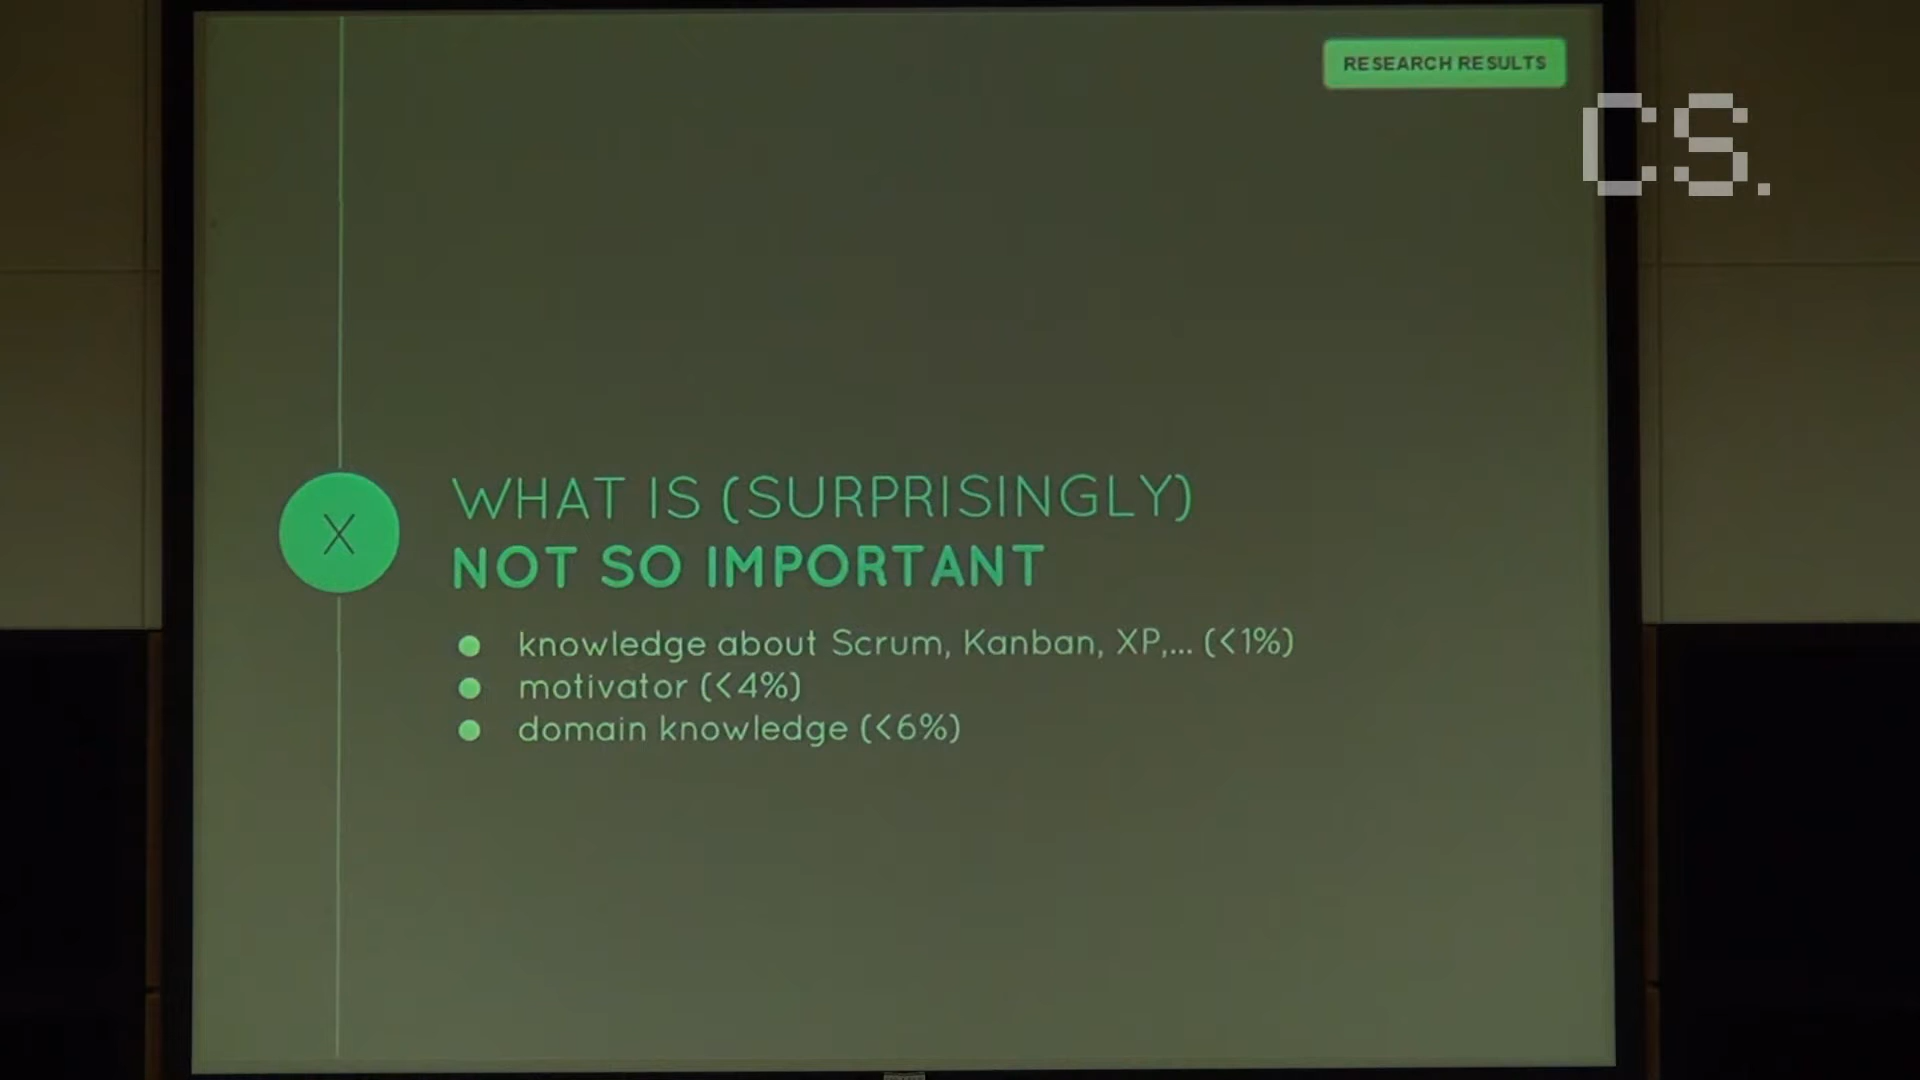 RESEARCH RESULTS
CS.
X
WHAT IS (SURPRISINGLY)
NOT SO IMPORTANT
knowledge about Scrum, Kanban, XP,... (<1%)
motivator (<4%)
domain knowledge (<6%)